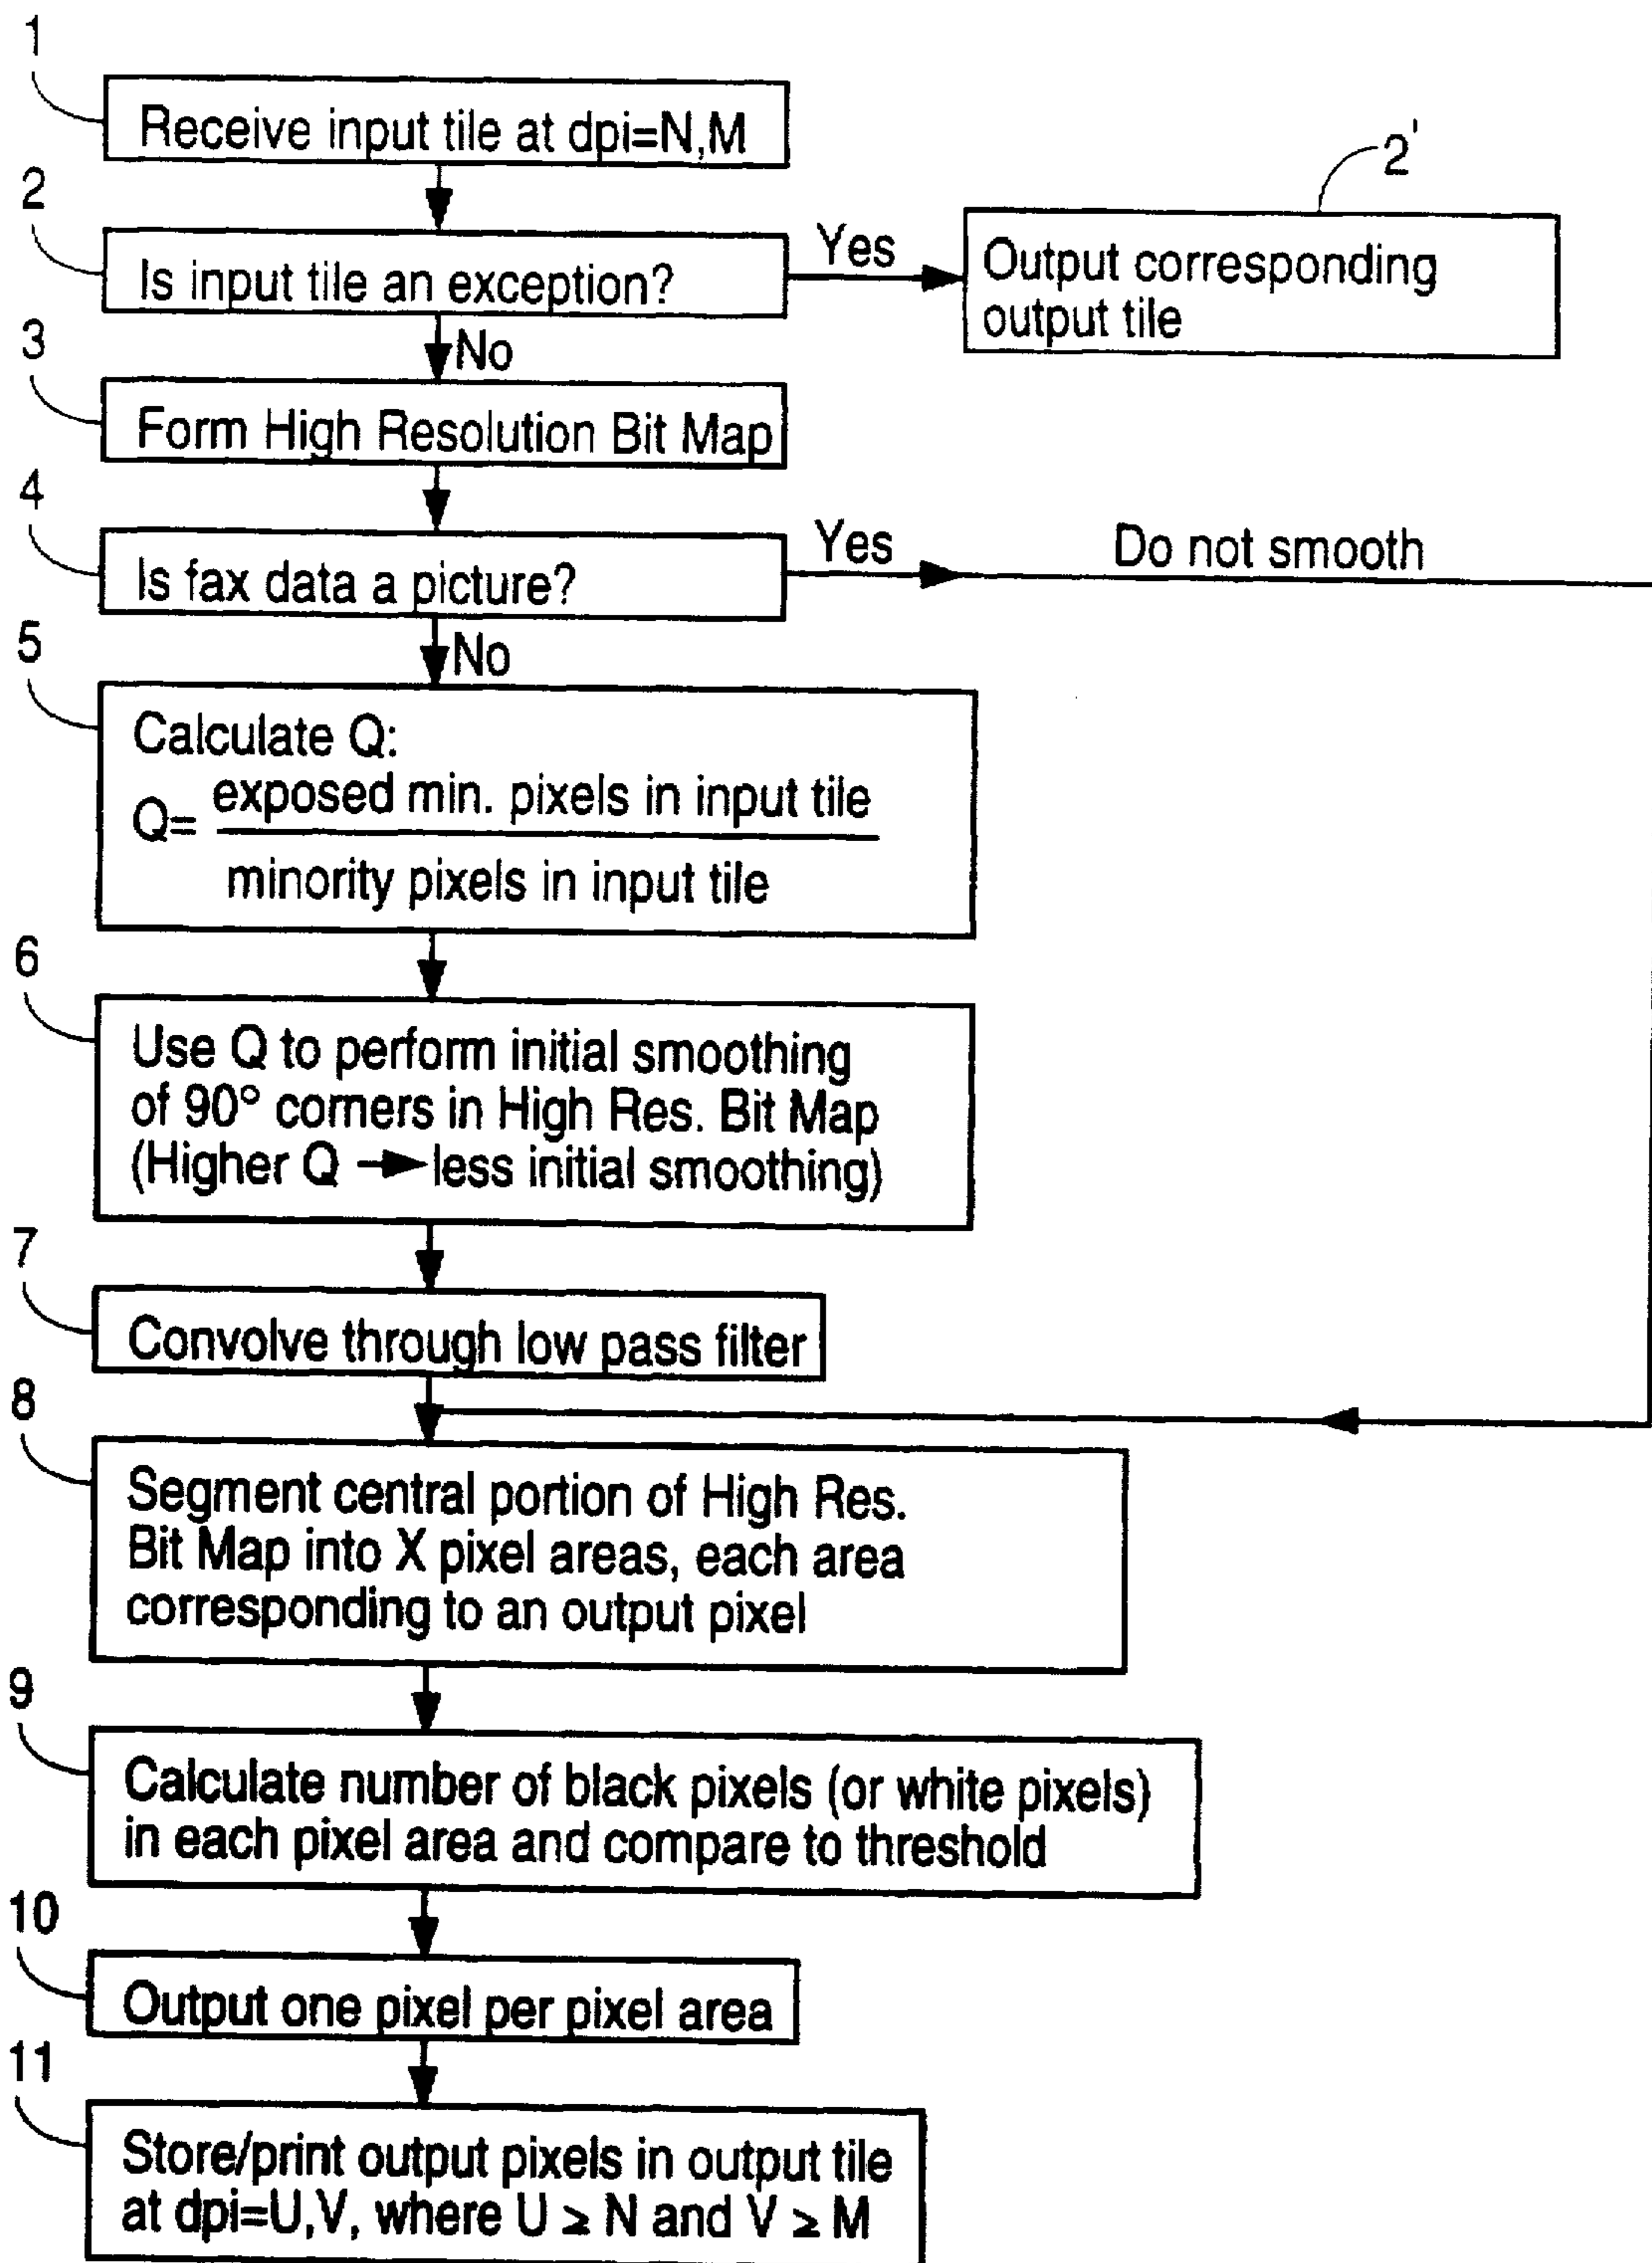 1
Receive input tile at dpi=N,M
2
Is input tile an exception?
Yes
2'
Output corresponding
output tile
No
3
Form High Resolution Bit Map
4
Is fax data a picture?
Yes
Do not smooth
No
5
Calculate Q:
Q= exposed min. pixels in input tile
minority pixels in input tile
6
Use Q to perform initial smoothing
of 90° corners in High Res. Bit Map
(Higher Q → less initial smoothing)
7
Convolve through low pass filter
8
Segment central portion of High Res.
Bit Map into X pixel areas, each area
corresponding to an output pixel
9
Calculate number of black pixels (or white pixels)
in each pixel area and compare to threshold
10
Output one pixel per pixel area
11
Store/print output pixels in output tile
at dpi=U,V, where U ≥ N and V ≥ M